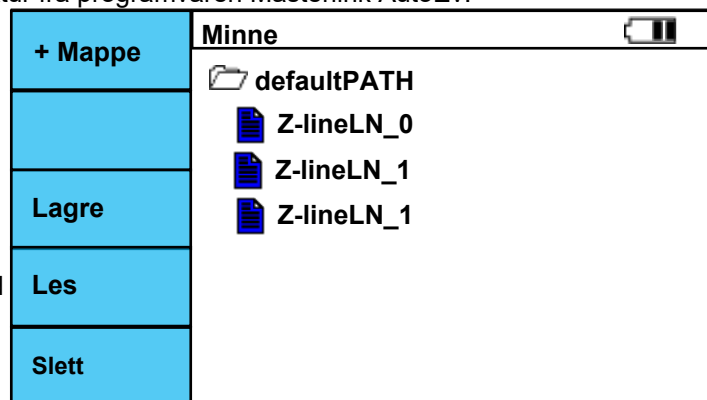 + Mappe
Lagre
Les
Slett
Minne
defaultPATH
Z-lineLN_0
Z-lineLN_1
Z-lineLN_1